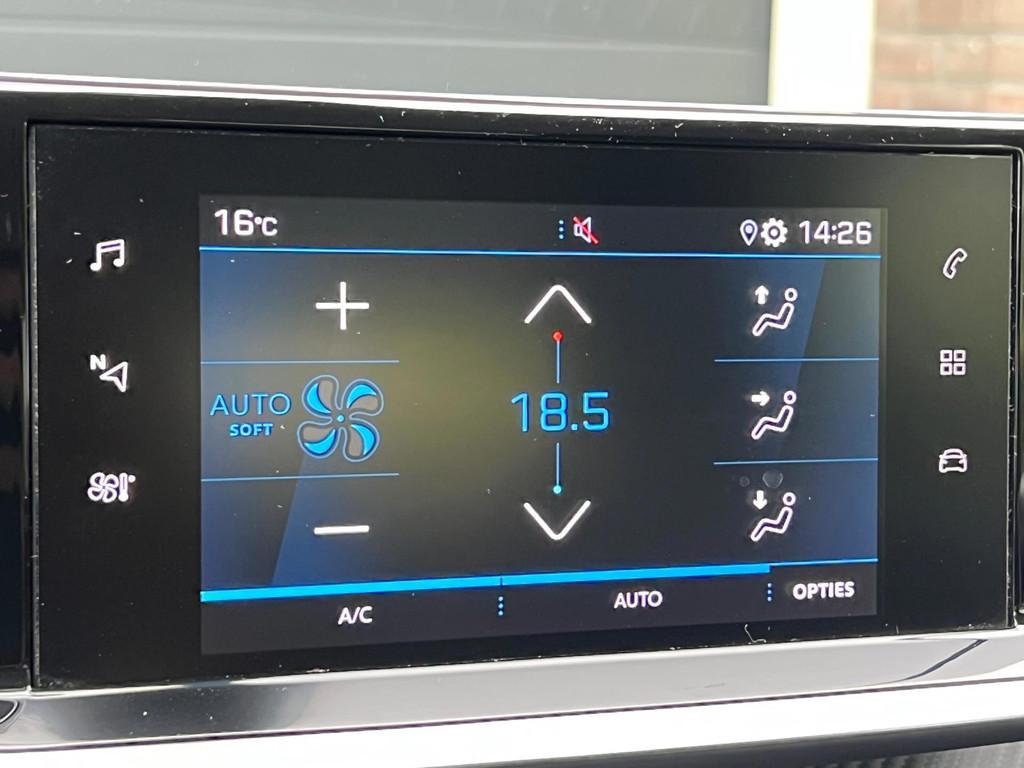 16°C
14:26
N
AUTO
SOFT
18.5
A/C
AUTO
OPTIES